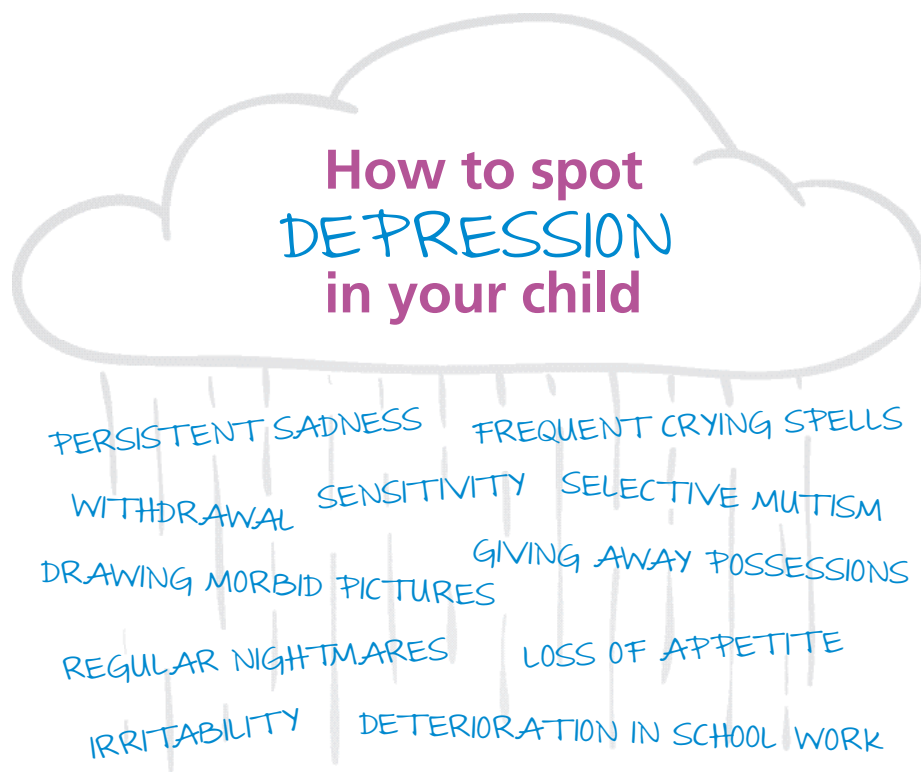 How to spot
DEPRESSION
in your child
PERSISTENT SADNESS
FREQUENT CRYING SPELLS
WITHDRAWAL
SENSITIVITY
SELECTIVE MUTISM
DRAWING MORBID PICTURES
GIVING AWAY POSSESSIONS
REGULAR NIGHTMARES
LOSS OF APPETITE
IRRITABILITY
DETERIORATION IN SCHOOL WORK